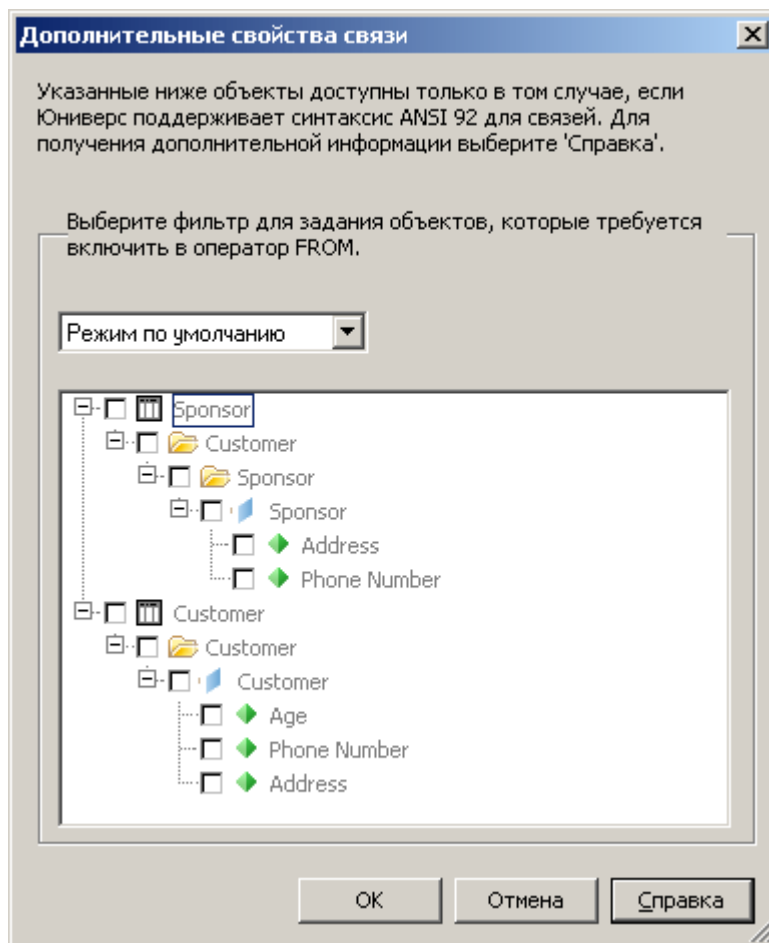 Дополнительные свойства связи
Указанные ниже объекты доступны только в том случае, если
Юниверс поддерживает синтаксис ANSI 92 для связей. Для
получения дополнительной информации выберите 'Справка'.
Выберите фильтр для задания объектов, которые требуется
включить в оператор FROM.
Режим по умолчанию
Sponsor
Customer
Sponsor
Sponsor
Address
Phone Number
Customer
Customer
Customer
Age
Phone Number
Address
OK
Отмена
Справка